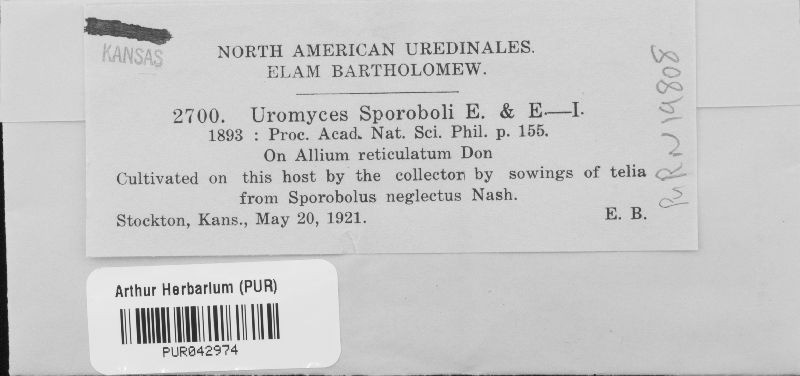 KANSAS
NORTH AMERICAN UREDINALES.
ELAM BARTHOLOMEW.
2700. Uromyces Sporoboli E. & E.—I.
1893 : Proc. Acad. Nat. Sci. Phil. p. 155.
On Allium reticulatum Don
Cultivated on this host by the collector by sowings of telia
from Sporobolus neglectus Nash.
Stockton, Kans., May 20, 1921. E. B.
PUR N19808
Arthur Herbarium (PUR)
PUR042974